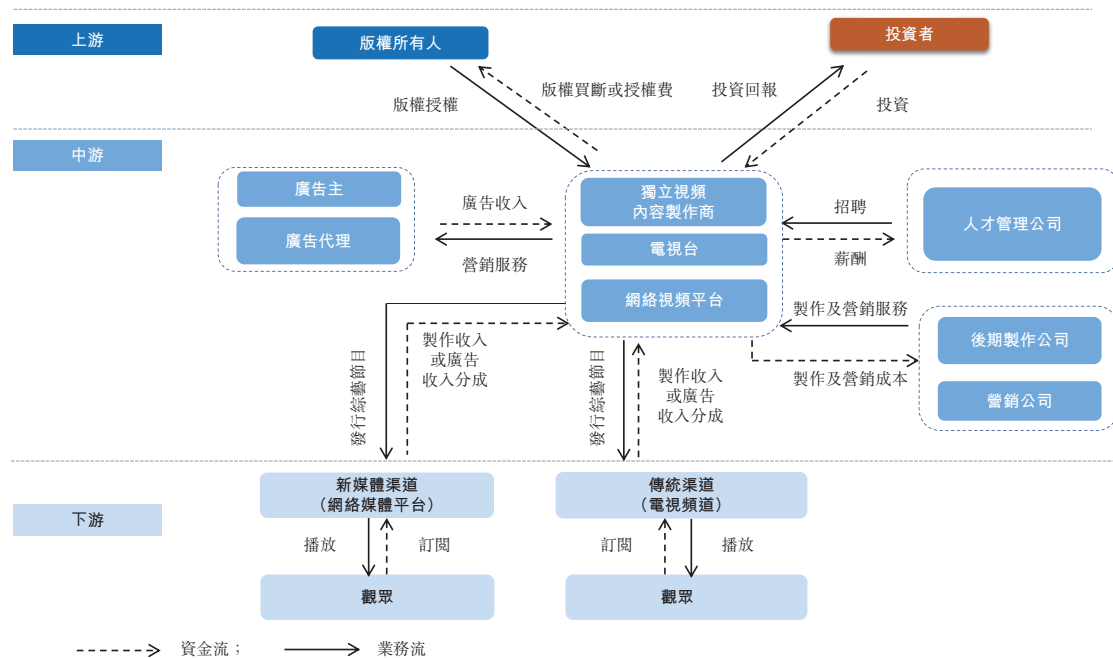 上游
版權所有人
投資者
版權授權
版權買斷或授權費
投資回報
投資
中游
廣告主
廣告代理
廣告收入
營銷服務
獨立視頻
內容製作商
電視台
網絡視頻平台
招聘
薪酬
人才管理公司
製作及營銷服務
製作及營銷成本
後期製作公司
營銷公司
發行綜藝節目
製作收入
或廣告
收入分成
發行綜藝節目
製作收入
或廣告
收入分成
下游
新媒體渠道
（網絡媒體平台）
傳統渠道
（電視頻道）
播放
訂閱
訂閱
播放
觀眾
觀眾
資金流；
業務流